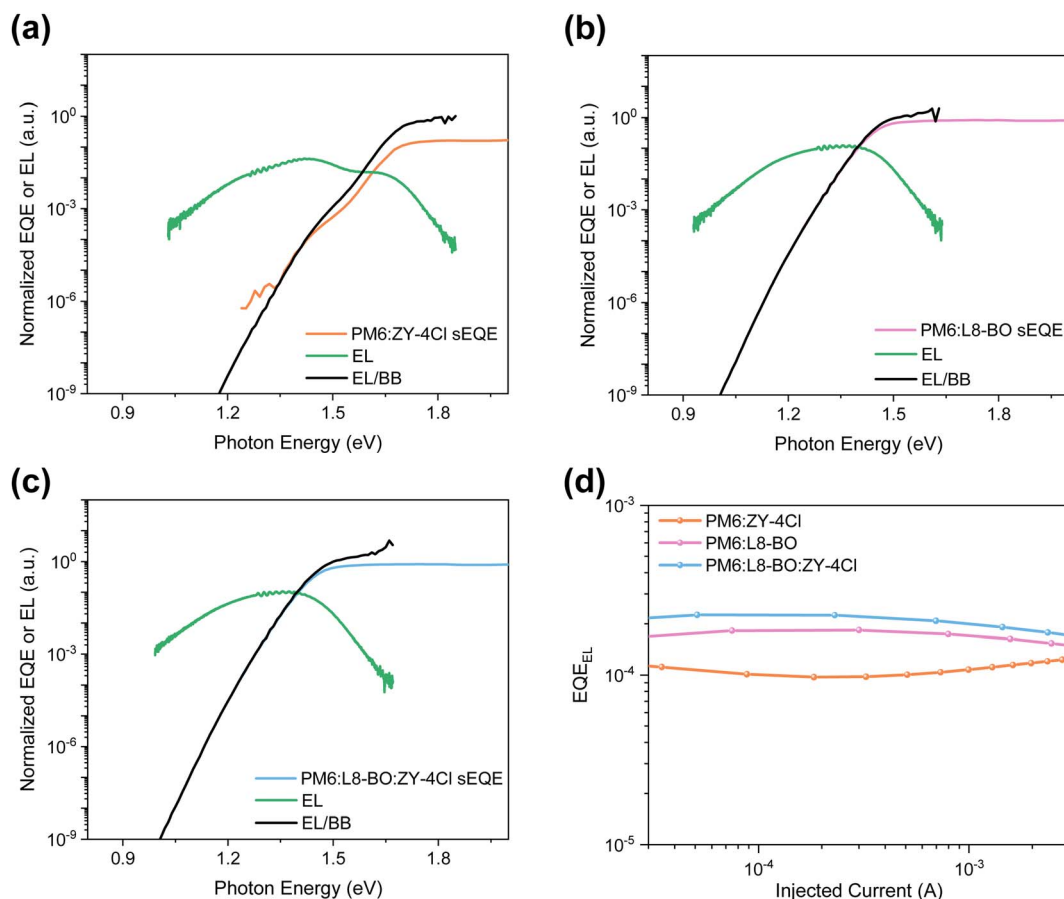 (a)
Normalized EQE or EL (a.u.)
10^0
10^-3
10^-6
10^-9
PM6:ZY-4Cl sEQE
EL
EL/BB
0.9 1.2 1.5 1.8
Photon Energy (eV)
(b)
Normalized EQE or EL (a.u.)
10^0
10^-3
10^-6
10^-9
PM6:L8-BO sEQE
EL
EL/BB
0.9 1.2 1.5 1.8
Photon Energy (eV)
(c)
Normalized EQE or EL (a.u.)
10^0
10^-3
10^-6
10^-9
PM6:L8-BO:ZY-4Cl sEQE
EL
EL/BB
0.9 1.2 1.5 1.8
Photon Energy (eV)
(d)
EQE_EL
10^-3
10^-4
10^-5
PM6:ZY-4Cl
PM6:L8-BO
PM6:L8-BO:ZY-4Cl
10^-4 10^-3
Injected Current (A)